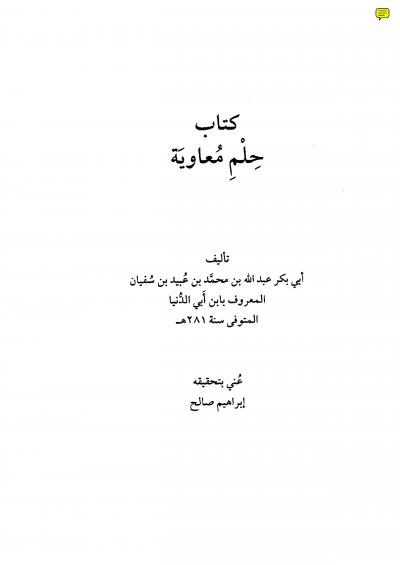 كتاب
حِلْمِ مُعاويَة
تأليف
أبي بكر عبد الله بن محمَّد بن عُبيد بن سُفيان
المعروف بابن أَبي الدُّنيا
المتوفى سنة ٢٨١هـ
عُني بتحقيقه
إبراهيم صالح